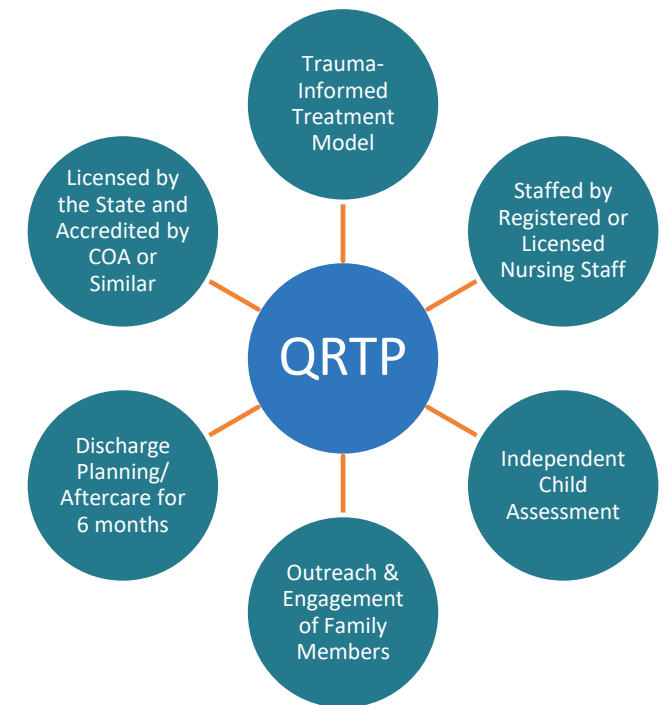 Trauma-
Informed
Treatment
Model
Licensed by
the State and
Accredited by
COA or
Similar
Staffed by
Registered or
Licensed
Nursing Staff
QRTP
Discharge
Planning/
Aftercare for
6 months
Independent
Child
Assessment
Outreach &
Engagement
of Family
Members